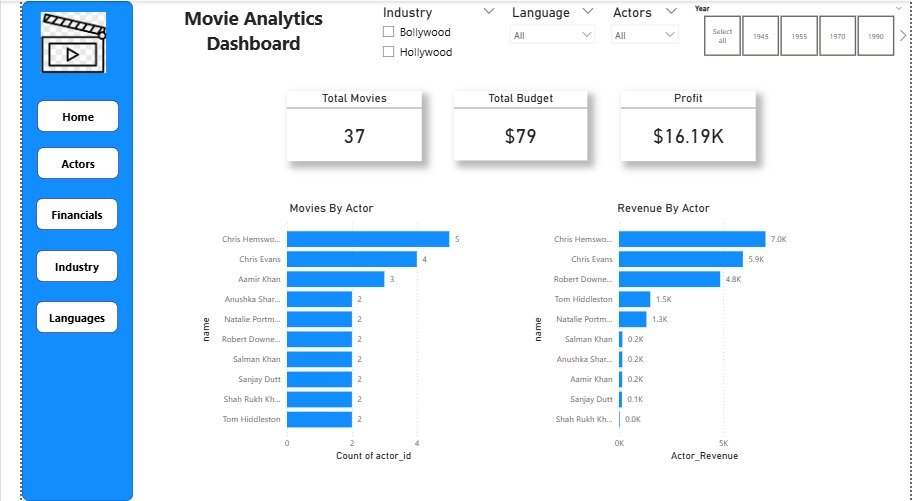 Movie Analytics
Dashboard
Industry
Bollywood
Hollywood
Language
All
Actors
All
Year
Select
all
1945
1955
1970
1990
Home
Actors
Financials
Industry
Languages
Total Movies
37
Total Budget
$79
Profit
$16.19K
Movies By Actor
name
Chris Hemswo... 5
Chris Evans 4
Aamir Khan 3
Anushka Shar... 2
Natalie Portm... 2
Robert Downe... 2
Salman Khan 2
Sanjay Dutt 2
Shah Rukh Kh... 2
Tom Hiddleston 2
0 2 4
Count of actor_id
Revenue By Actor
name
Chris Hemswo... 7.0K
Chris Evans 5.9K
Robert Downe... 4.8K
Tom Hiddleston 1.5K
Natalie Portm... 1.3K
Salman Khan 0.2K
Anushka Shar... 0.2K
Aamir Khan 0.2K
Sanjay Dutt 0.1K
Shah Rukh Kh... 0.0K
0K 5K
Actor_Revenue